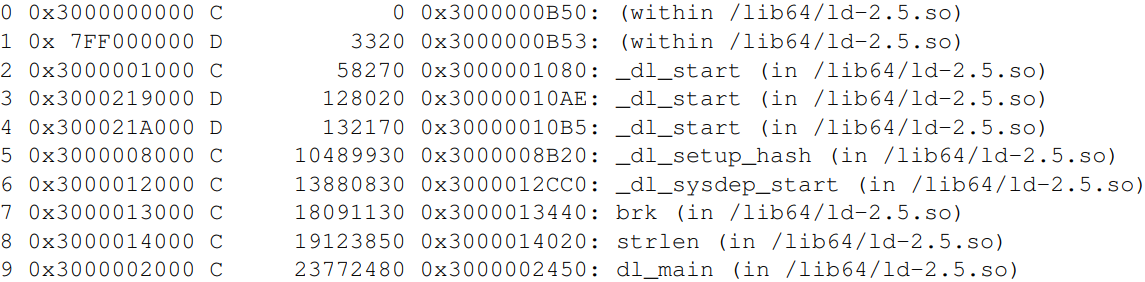 0 0x3000000000 C 0 0x3000000B50: (within /lib64/ld-2.5.so)
1 0x 7FF000000 D 3320 0x3000000B53: (within /lib64/ld-2.5.so)
2 0x3000001000 C 58270 0x3000001080: _dl_start (in /lib64/ld-2.5.so)
3 0x3000219000 D 128020 0x30000010AE: _dl_start (in /lib64/ld-2.5.so)
4 0x300021A000 D 132170 0x30000010B5: _dl_start (in /lib64/ld-2.5.so)
5 0x3000008000 C 10489930 0x3000008B20: _dl_setup_hash (in /lib64/ld-2.5.so)
6 0x3000012000 C 13880830 0x3000012CC0: _dl_sysdep_start (in /lib64/ld-2.5.so)
7 0x3000013000 C 18091130 0x3000013440: brk (in /lib64/ld-2.5.so)
8 0x3000014000 C 19123850 0x3000014020: strlen (in /lib64/ld-2.5.so)
9 0x3000002000 C 23772480 0x3000002450: dl_main (in /lib64/ld-2.5.so)